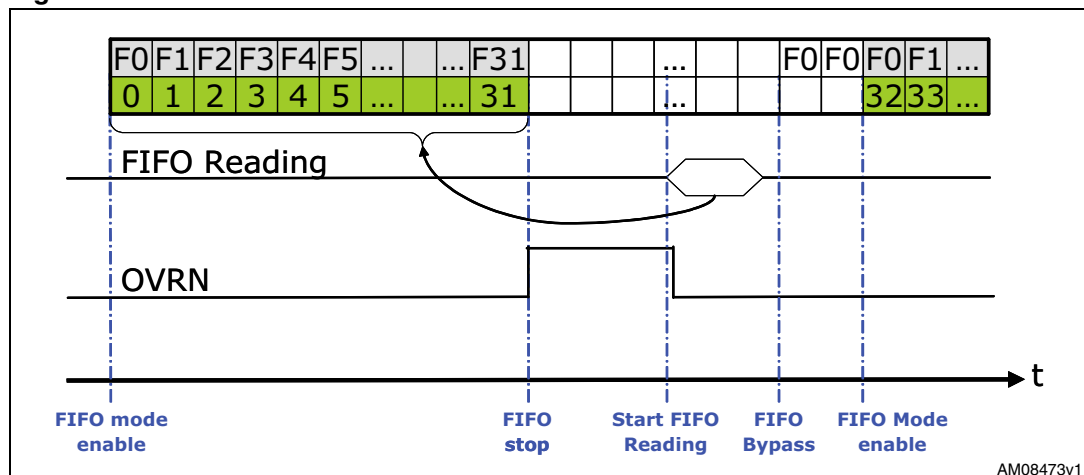 F0 F1 F2 F3 F4 F5 ... ... F31 ... F0 F0 F0 F1 ...
0 1 2 3 4 5 ... ... 31 ... 32 33 ...
FIFO Reading
OVRN
t
FIFO mode enable
FIFO stop
Start FIFO Reading
FIFO Bypass
FIFO Mode enable
AM08473v1